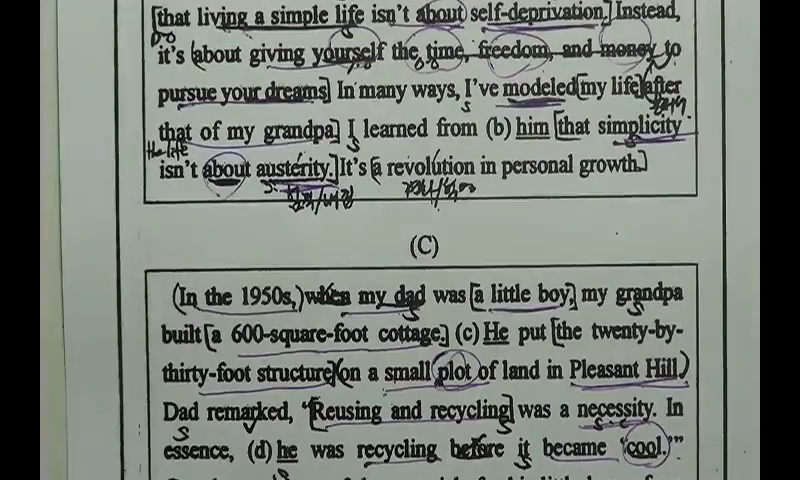 [that living a simple life isn't about self-deprivation.] Instead,
it's about giving yourself the time, freedom, and money to
pursue your dreams.] In many ways, I've modeled [my life] after
that of my grandpa.] I learned from (b) him [that simplicity
the life
isn't about austerity.] It's [a revolution in personal growth.]
(C)
(In the 1950s,) when my dad was [a little boy,] my grandpa
built [a 600-square-foot cottage.] (c) He put [the twenty-by-
thirty-foot structure] (on a small plot of land in Pleasant Hill.)
Dad remarked, "[Reusing and recycling] was a necessity. In
essence, (d) he was recycling before it became 'cool.'"